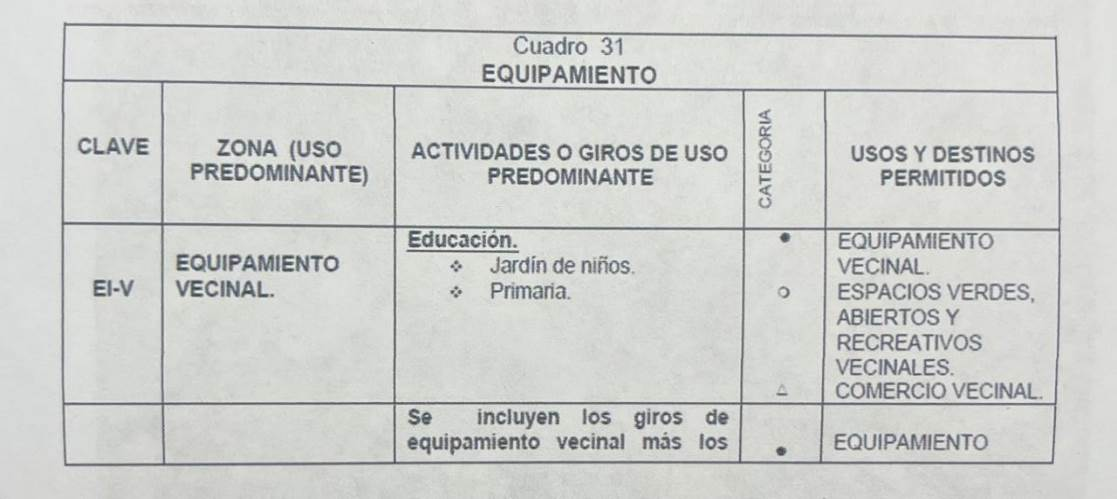 Cuadro 31
EQUIPAMIENTO
CLAVE
ZONA (USO
PREDOMINANTE)
ACTIVIDADES O GIROS DE USO
PREDOMINANTE
CATEGORIA
USOS Y DESTINOS
PERMITIDOS
EI-V
EQUIPAMIENTO
VECINAL.
Educación.
❖ Jardín de niños.
❖ Primaria.
●
EQUIPAMIENTO
VECINAL.
○
ESPACIOS VERDES,
ABIERTOS Y
RECREATIVOS
VECINALES.
△
COMERCIO VECINAL.
Se incluyen los giros de
equipamiento vecinal más los
●
EQUIPAMIENTO